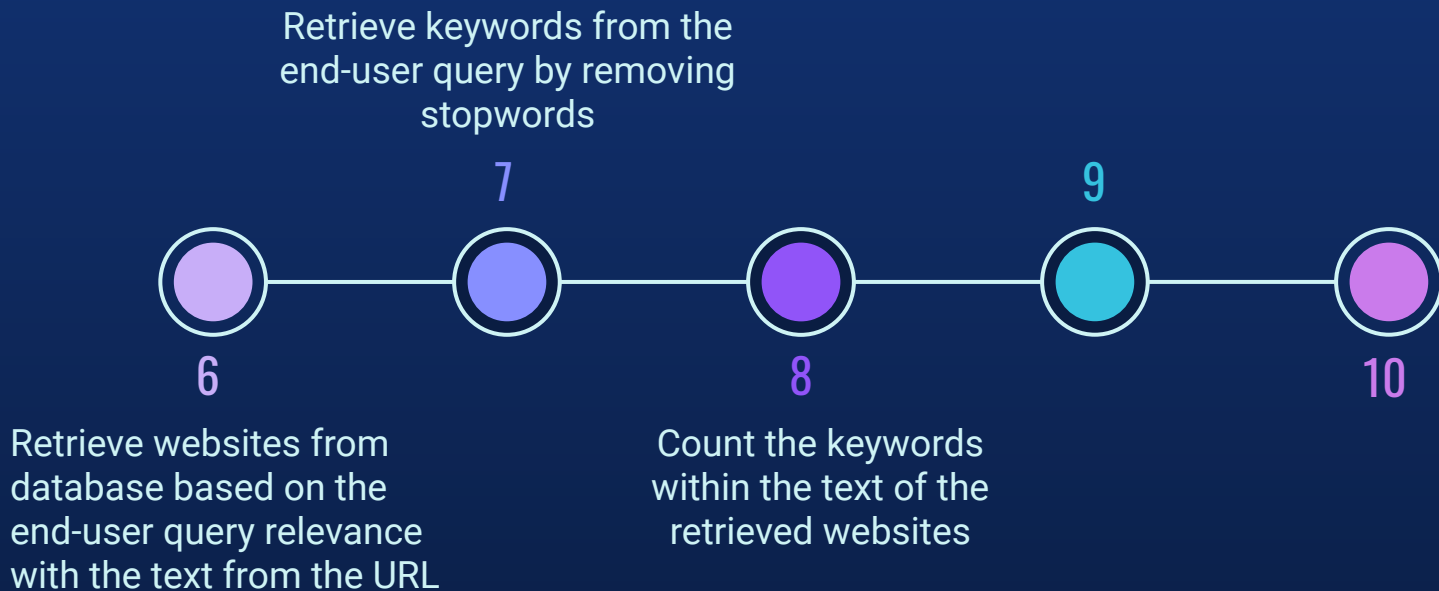 Retrieve keywords from the
end-user query by removing
stopwords
7
9
6
8
10
Retrieve websites from
database based on the
end-user query relevance
with the text from the URL
Count the keywords
within the text of the
retrieved websites